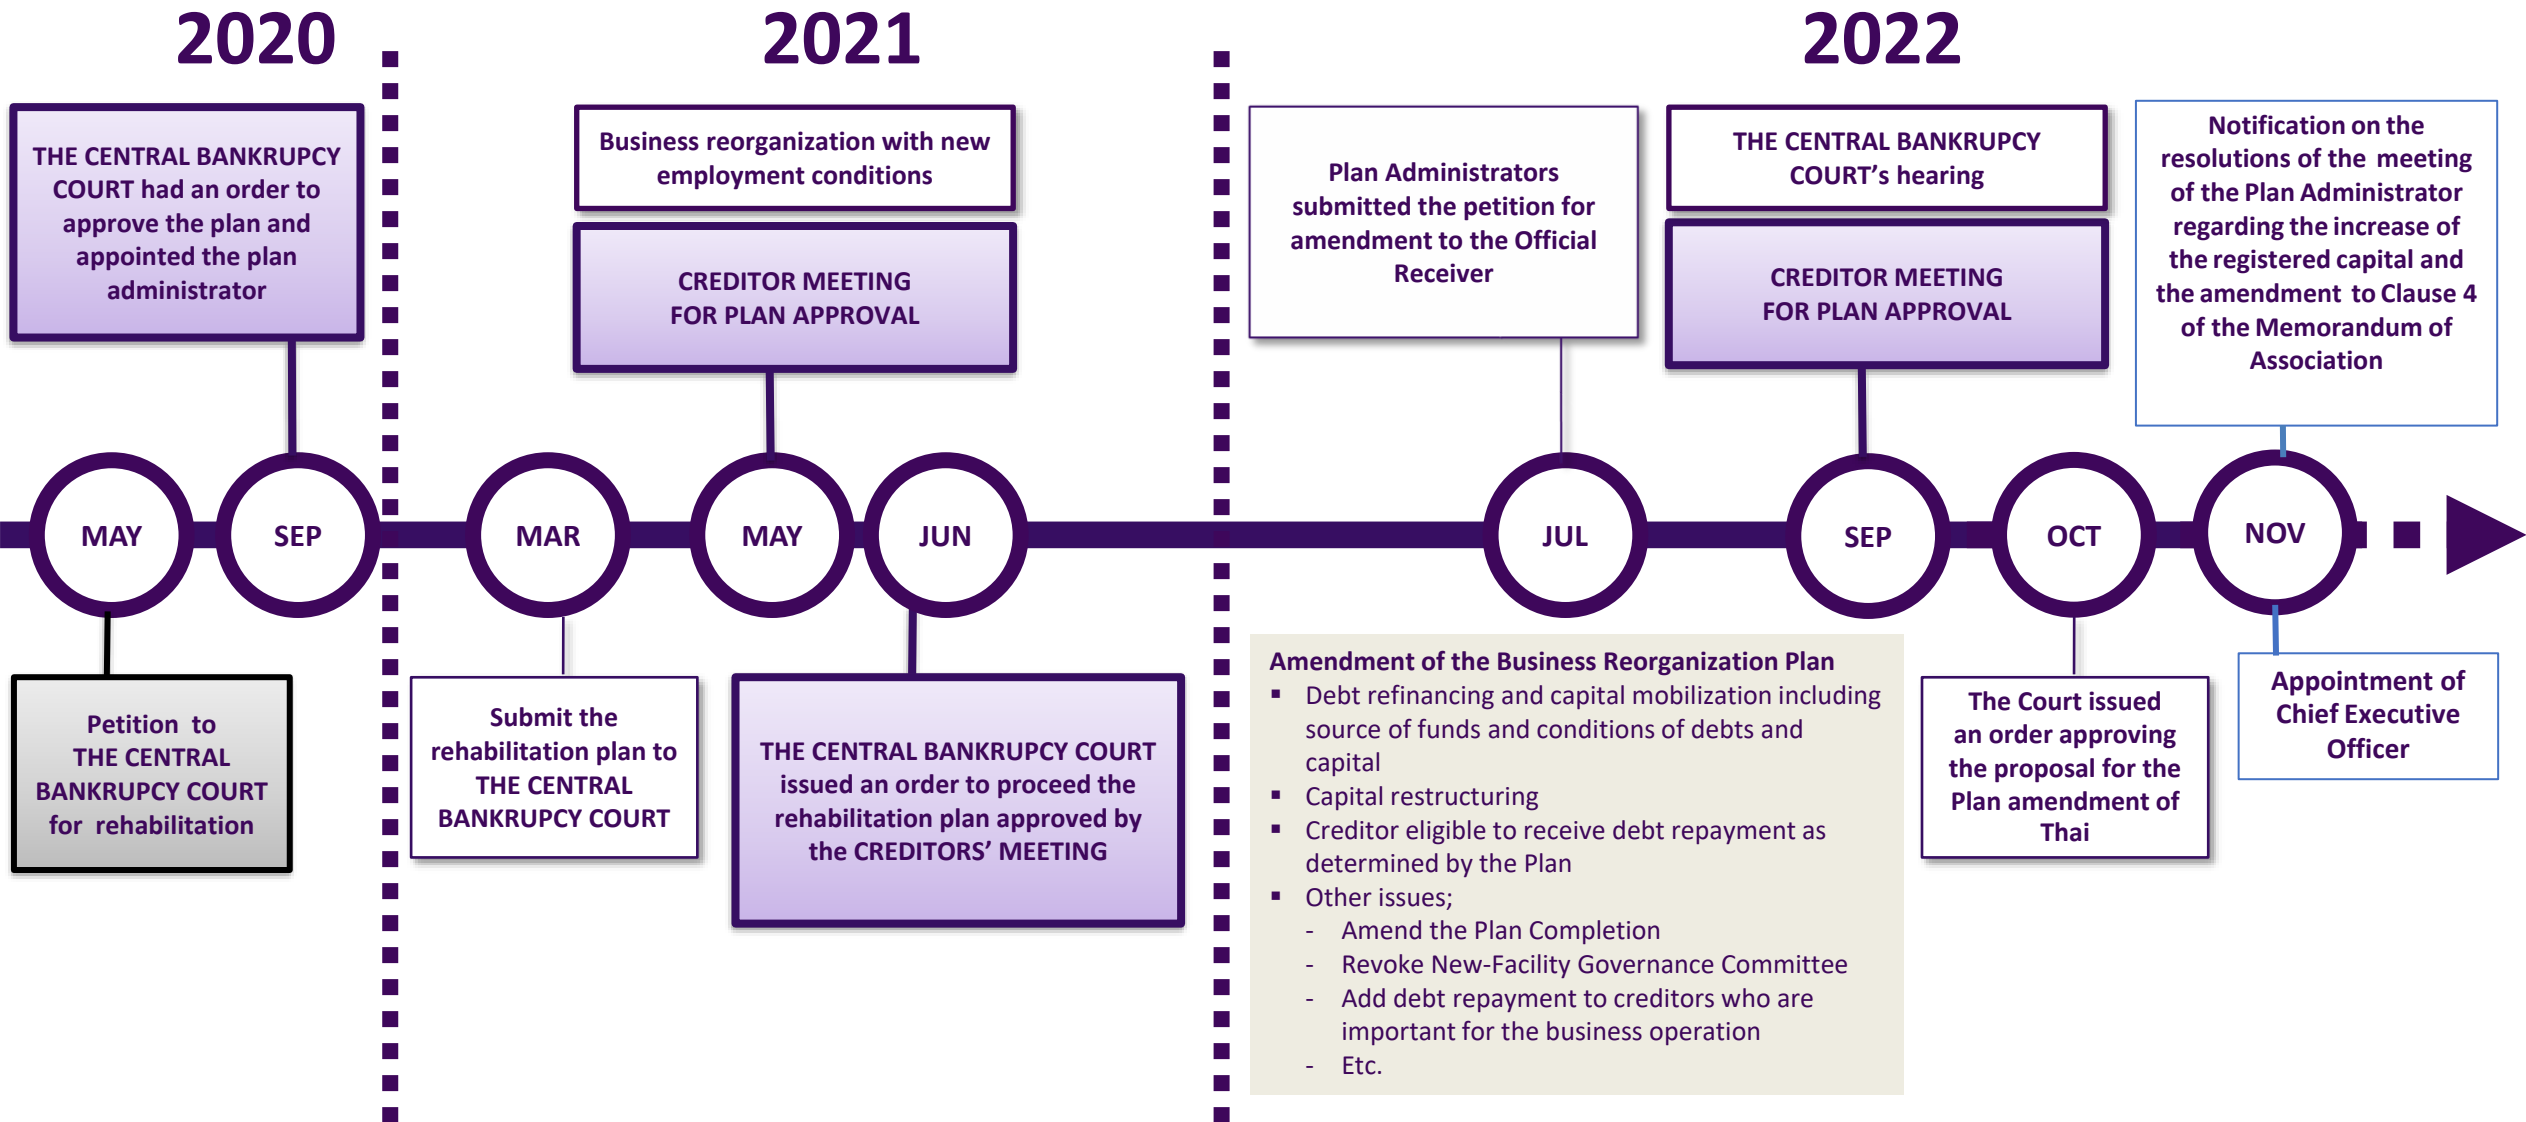 2020
2021
2022
THE CENTRAL BANKRUPCY
COURT had an order to
approve the plan and
appointed the plan
administrator
Business reorganization with new
employment conditions
CREDITOR MEETING
FOR PLAN APPROVAL
Plan Administrators
submitted the petition for
amendment to the Official
Receiver
THE CENTRAL BANKRUPCY
COURT's hearing
CREDITOR MEETING
FOR PLAN APPROVAL
Notification on the
resolutions of the meeting
of the Plan Administrator
regarding the increase of
the registered capital and
the amendment to Clause 4
of the Memorandum of
Association
MAY
SEP
MAR
MAY
JUN
JUL
SEP
OCT
NOV
Petition to
THE CENTRAL
BANKRUPCY COURT
for rehabilitation
Submit the
rehabilitation plan to
THE CENTRAL
BANKRUPCY COURT
THE CENTRAL BANKRUPCY COURT
issued an order to proceed the
rehabilitation plan approved by
the CREDITORS' MEETING
Amendment of the Business Reorganization Plan
▪ Debt refinancing and capital mobilization including
source of funds and conditions of debts and
capital
▪ Capital restructuring
▪ Creditor eligible to receive debt repayment as
determined by the Plan
▪ Other issues;
- Amend the Plan Completion
- Revoke New-Facility Governance Committee
- Add debt repayment to creditors who are
important for the business operation
- Etc.
The Court issued
an order approving
the proposal for the
Plan amendment of
Thai
Appointment of
Chief Executive
Officer